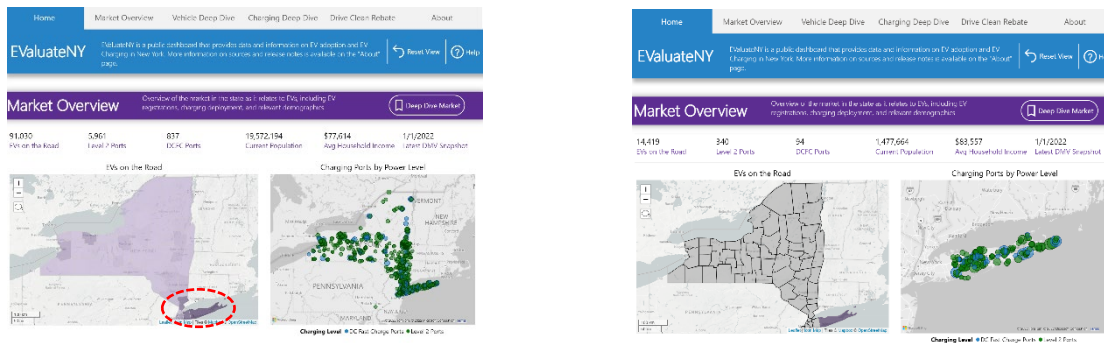 Home Market Overview Vehicle Deep Dive Charging Deep Dive Drive Clean Rebate About
EValuateNY
EValuateNY is a public dashboard that provides data and information on EV adoption and EV
Charging in New York. More information on sources and release notes is available on the "About"
page.
Reset View
Help
Market Overview
Overview of the market in the state as it relates to EVs, including EV
registrations, charging deployment, and relevant demographics
Deep Dive Market
91,030 5,961 837 19,572,194 $77,614 1/1/2022
EVs on the Road Level 2 Ports DCFC Ports Current Population Avg Household Income Latest DMV Snapshot
EVs on the Road
Charging Ports by Power Level
VERMONT
NEW
HAMPSHIRE
PENNSYLVANIA
MARYLAND
Charging Level DC Fast Charge Ports Level 2 Ports
Home Market Overview Vehicle Deep Dive Charging Deep Dive Drive Clean Rebate About
EValuateNY
EValuateNY is a public dashboard that provides data and information on EV adoption and EV
Charging in New York. More information on sources and release notes is available on the "About"
page.
Reset View
Market Overview
Overview of the market in the state as it relates to EVs, including EV
registrations, charging deployment, and relevant demographics
Deep Dive Market
14,419 340 94 1,477,664 $83,557 1/1/2022
EVs on the Road Level 2 Ports DCFC Ports Current Population Avg Household Income Latest DMV Snapshot
EVs on the Road
Charging Ports by Power Level
Charging Level DC Fast Charge Ports Level 2 Ports